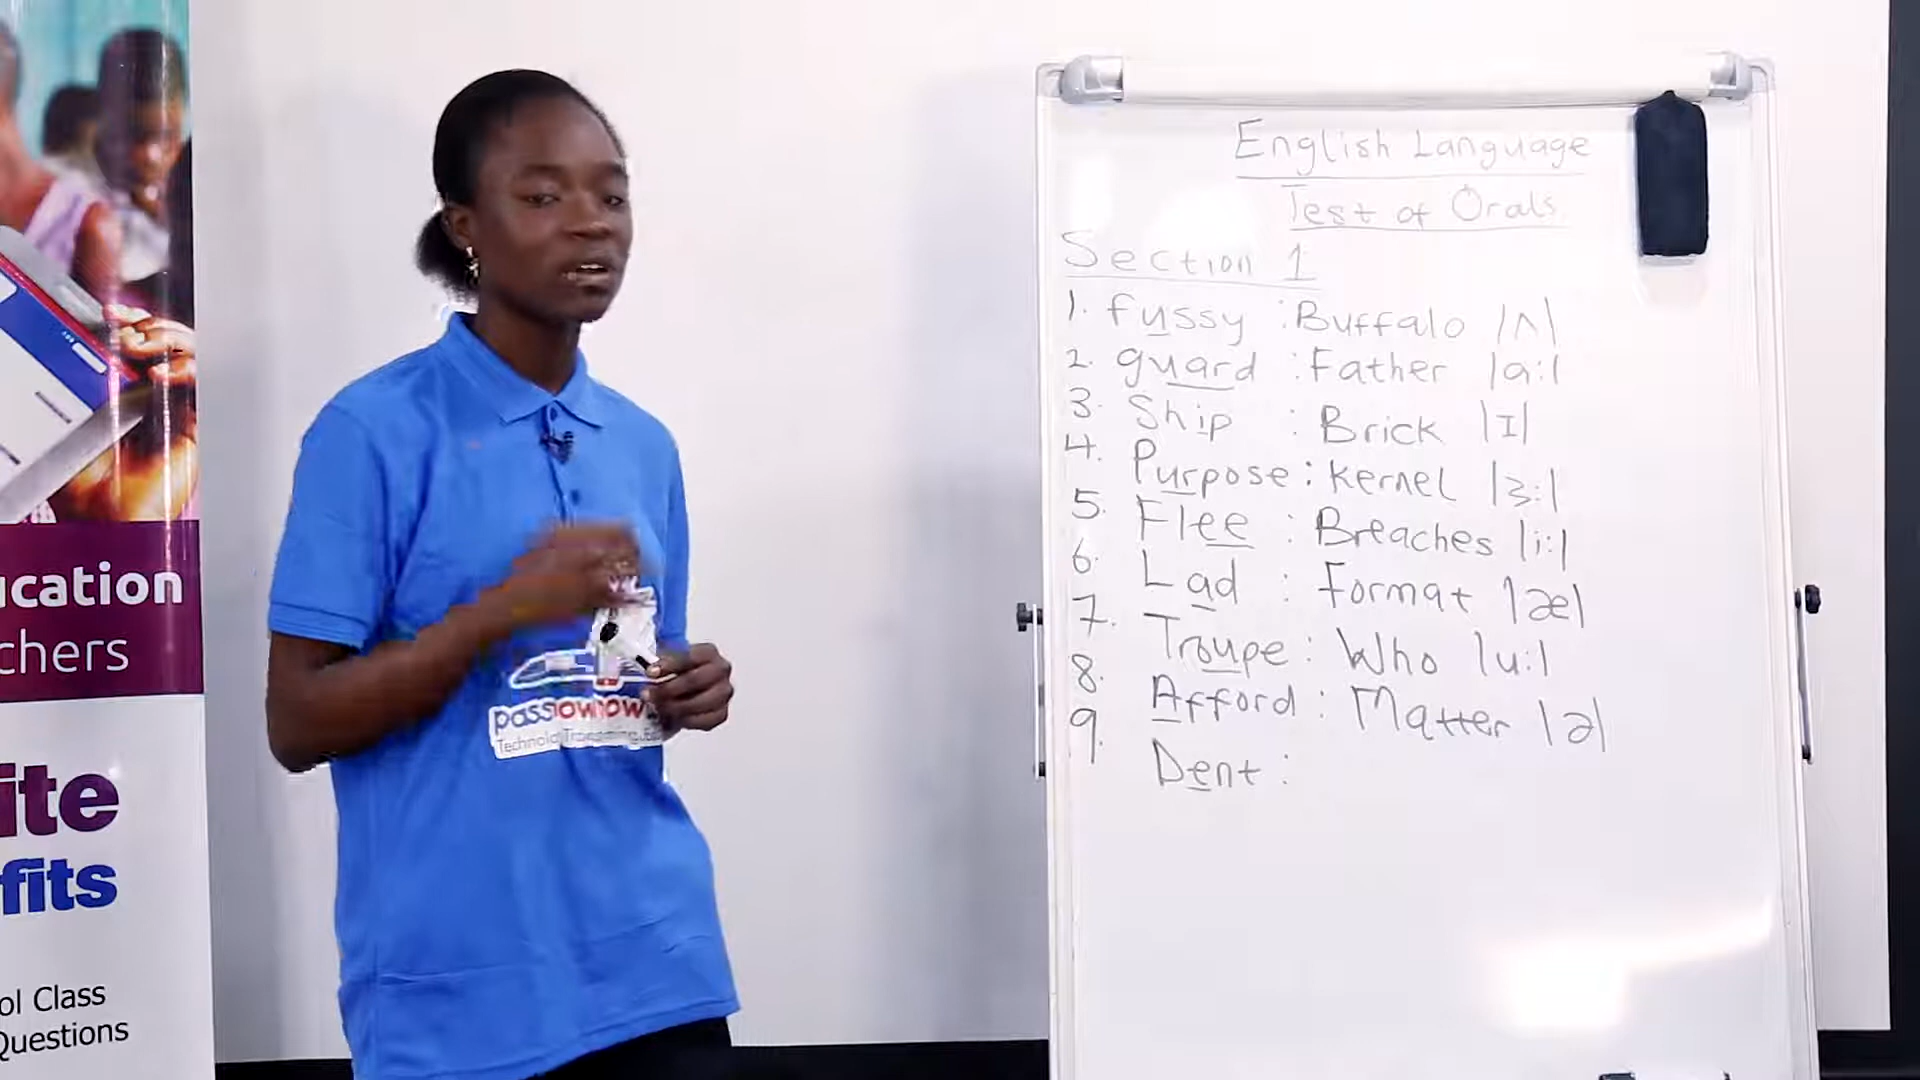 English Language
Test of Orals
Section 1
1. fussy : Buffalo |ʌ|
2. guard : Father |a:|
3. Ship : Brick |I|
4. Purpose : Kernel |ɜ:|
5. Flee : Breaches |i:|
6. Lad : Format |æ|
7. Troupe : Who |u:|
8. Afford : Matter |ə|
9. Dent :
ucation
chers
ite
fits
ol Class
Questions